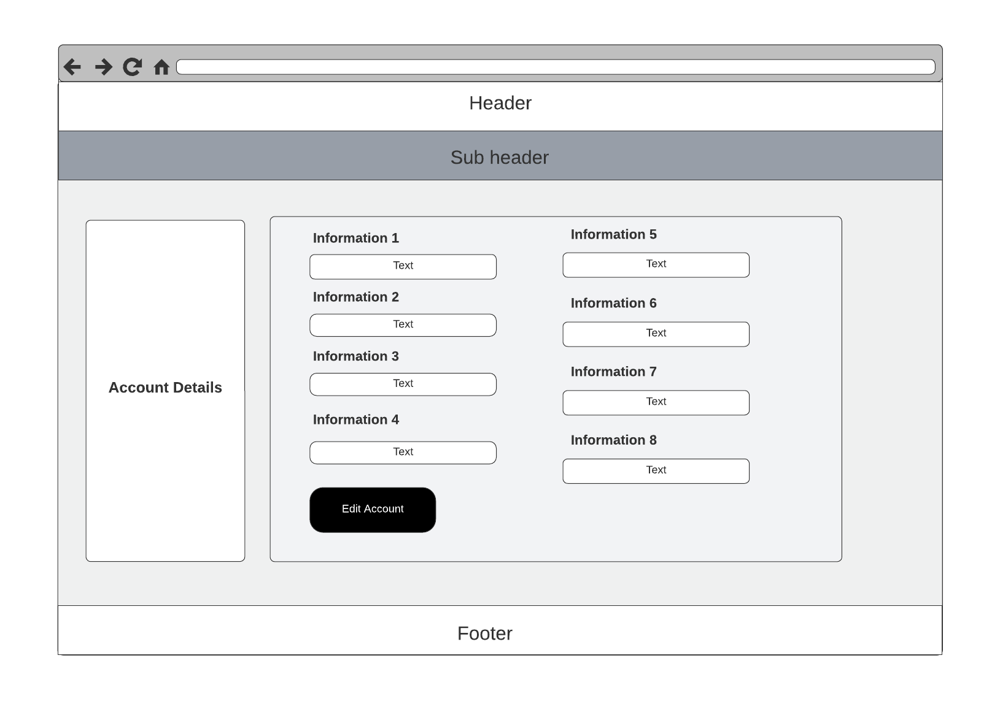 Header
Sub header
Account Details
Information 1
Text
Information 2
Text
Information 3
Text
Information 4
Text
Edit Account
Information 5
Text
Information 6
Text
Information 7
Text
Information 8
Text
Footer